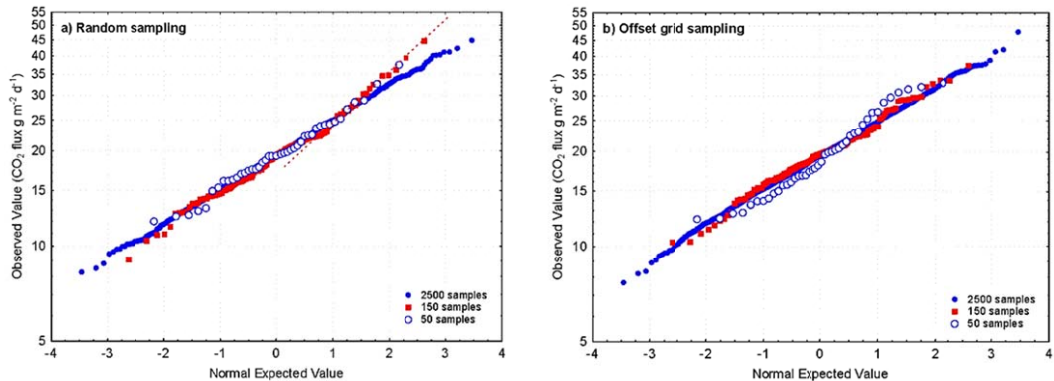 a) Random sampling
Observed Value (CO₂ flux g m⁻² d⁻¹)
55
50
45
40
35
30
25
20
15
10
5
2500 samples
150 samples
50 samples
-4 -3 -2 -1 0 1 2 3 4
Normal Expected Value
b) Offset grid sampling
Observed Value (CO₂ flux g m⁻² d⁻¹)
55
50
45
40
35
30
25
20
15
10
5
2500 samples
150 samples
50 samples
-4 -3 -2 -1 0 1 2 3 4
Normal Expected Value